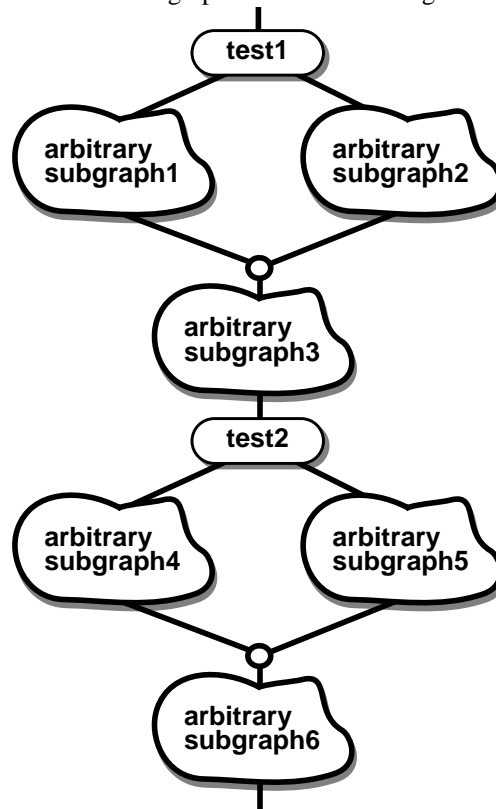 test1
arbitrary
subgraph1
arbitrary
subgraph2
arbitrary
subgraph3
test2
arbitrary
subgraph4
arbitrary
subgraph5
arbitrary
subgraph6